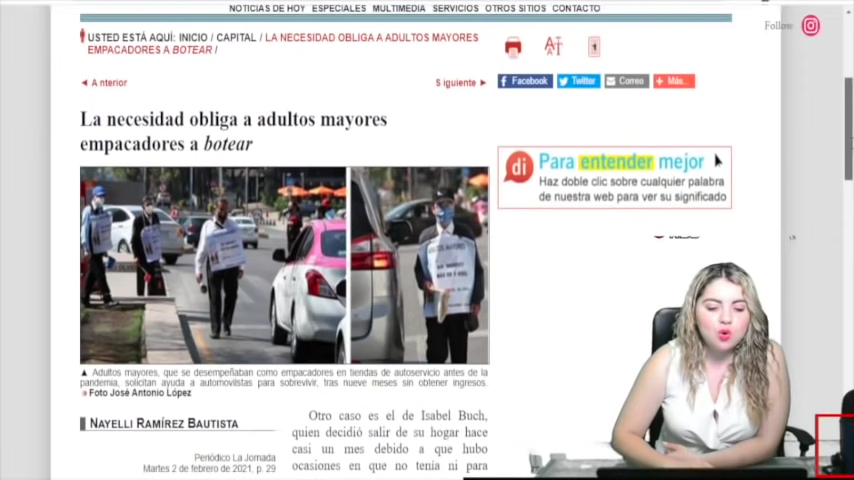 NOTICIAS DE HOY ESPECIALES MULTIMEDIA SERVICIOS OTROS SITIOS CONTACTO
Follow
USTED ESTÁ AQUÍ: INICIO / CAPITAL / LA NECESIDAD OBLIGA A ADULTOS MAYORES
EMPACADORES A BOTEAR /
◄ Anterior
Siguiente ►
Facebook
Twitter
Correo
Más...
La necesidad obliga a adultos mayores
empacadores a botear
di
Para entender mejor
Haz doble clic sobre cualquier palabra
de nuestra web para ver su significado
▲ Adultos mayores, que se desempeñaban como empacadores en tiendas de autoservicio antes de la
pandemia, solicitan ayuda a automovilistas para sobrevivir, tras nueve meses sin obtener ingresos.
Foto José Antonio López
NAYELLI RAMÍREZ BAUTISTA
Periódico La Jornada
Martes 2 de febrero de 2021, p. 29
Otro caso es el de Isabel Buch,
quien decidió salir de su hogar hace
casi un mes debido a que hubo
ocasiones en que no tenía ni para